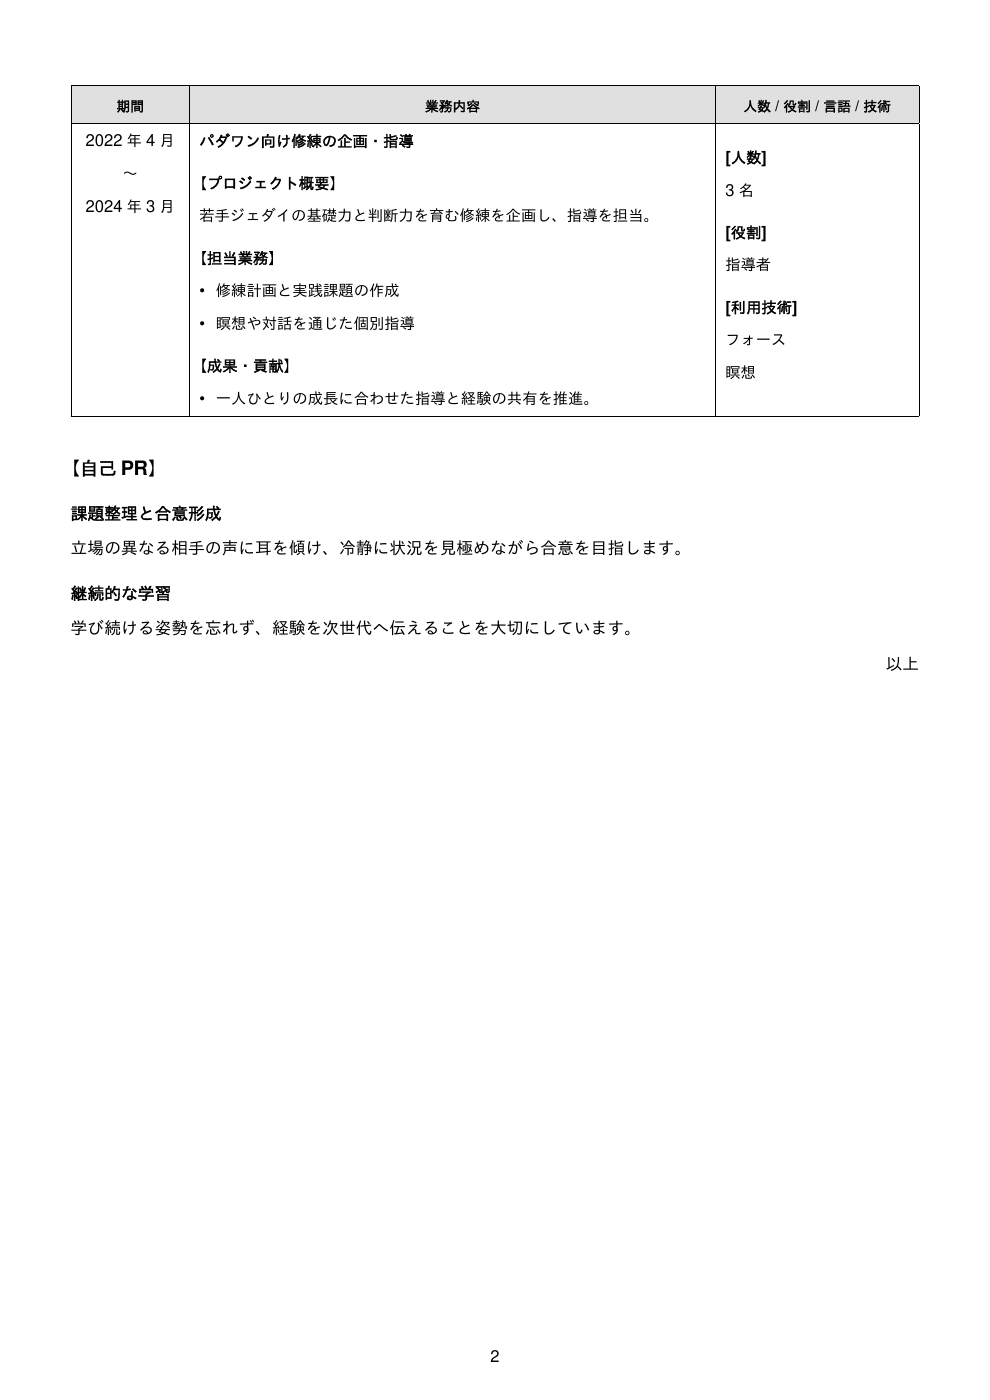 期間 業務内容 人数 / 役割 / 言語 / 技術
2022 年 4 月
～
2024 年 3 月
パダワン向け修練の企画・指導
【プロジェクト概要】
若手ジェダイの基礎力と判断力を育む修練を企画し、指導を担当。
【担当業務】
• 修練計画と実践課題の作成
• 瞑想や対話を通じた個別指導
【成果・貢献】
• 一人ひとりの成長に合わせた指導と経験の共有を推進。
[人数]
3 名
[役割]
指導者
[利用技術]
フォース
瞑想
【自己 PR】
課題整理と合意形成
立場の異なる相手の声に耳を傾け、冷静に状況を見極めながら合意を目指します。
継続的な学習
学び続ける姿勢を忘れず、経験を次世代へ伝えることを大切にしています。
以上
2